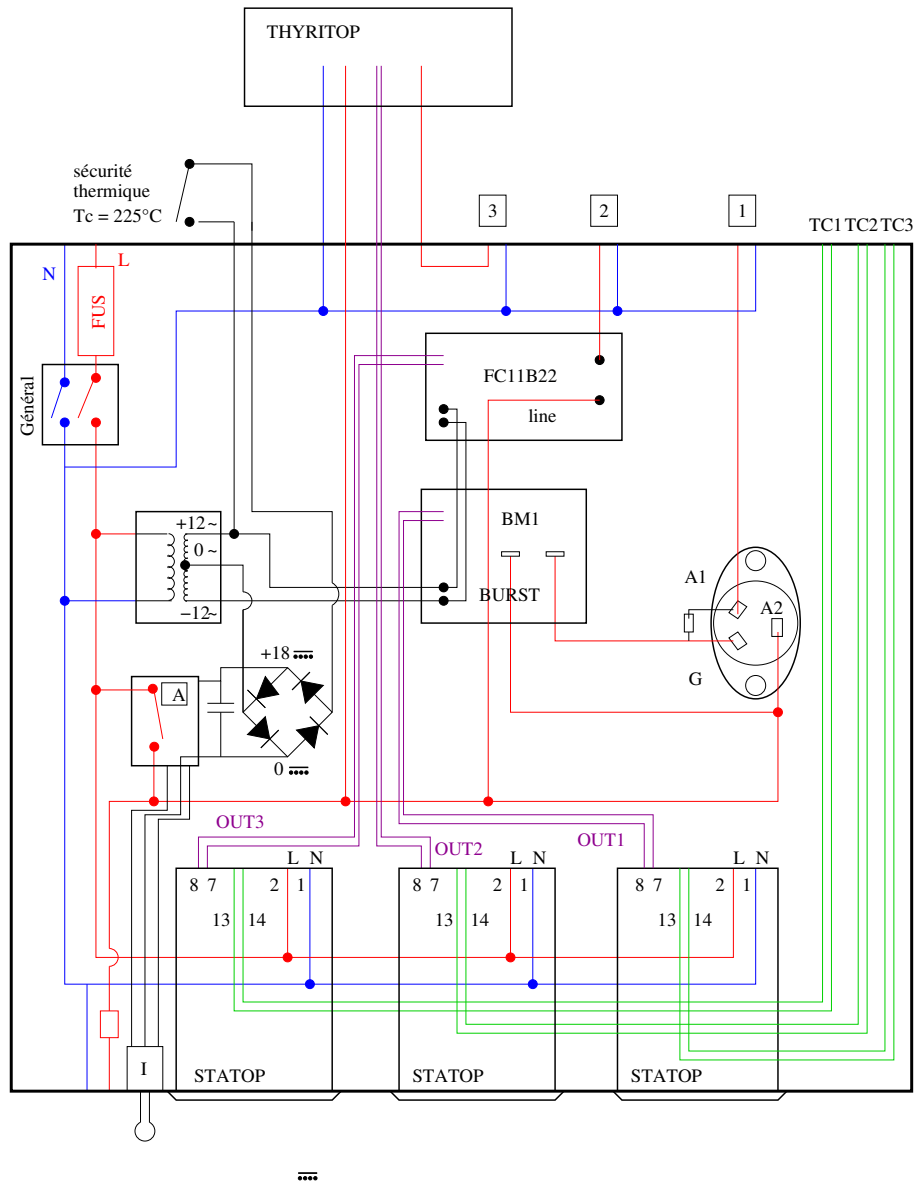 THYRITOP
sécurité
thermique
Tc = 225°C
3
2
1
TC1 TC2 TC3
N
L
FUS
Général
FC11B22
line
+12~
0~
−12~
BM1
BURST
A1
A2
G
+18
A
0
OUT3
OUT2
OUT1
L N
L N
L N
8 7 2 1
8 7 2 1
8 7 2 1
13 14
13 14
13 14
I
STATOP
STATOP
STATOP